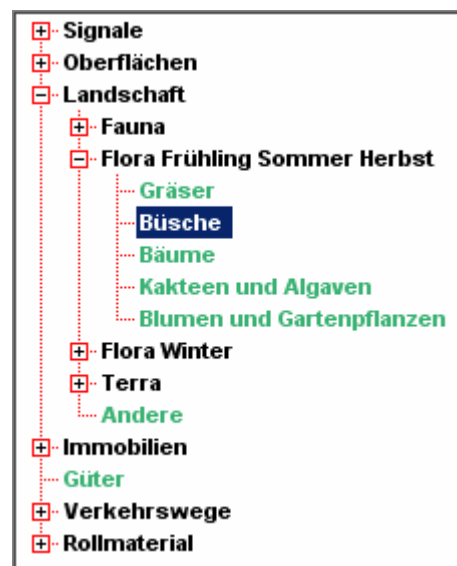 Signale
Oberflächen
Landschaft
Fauna
Flora Frühling Sommer Herbst
Gräser
Büsche
Bäume
Kakteen und Algaven
Blumen und Gartenpflanzen
Flora Winter
Terra
Andere
Immobilien
Güter
Verkehrswege
Rollmaterial